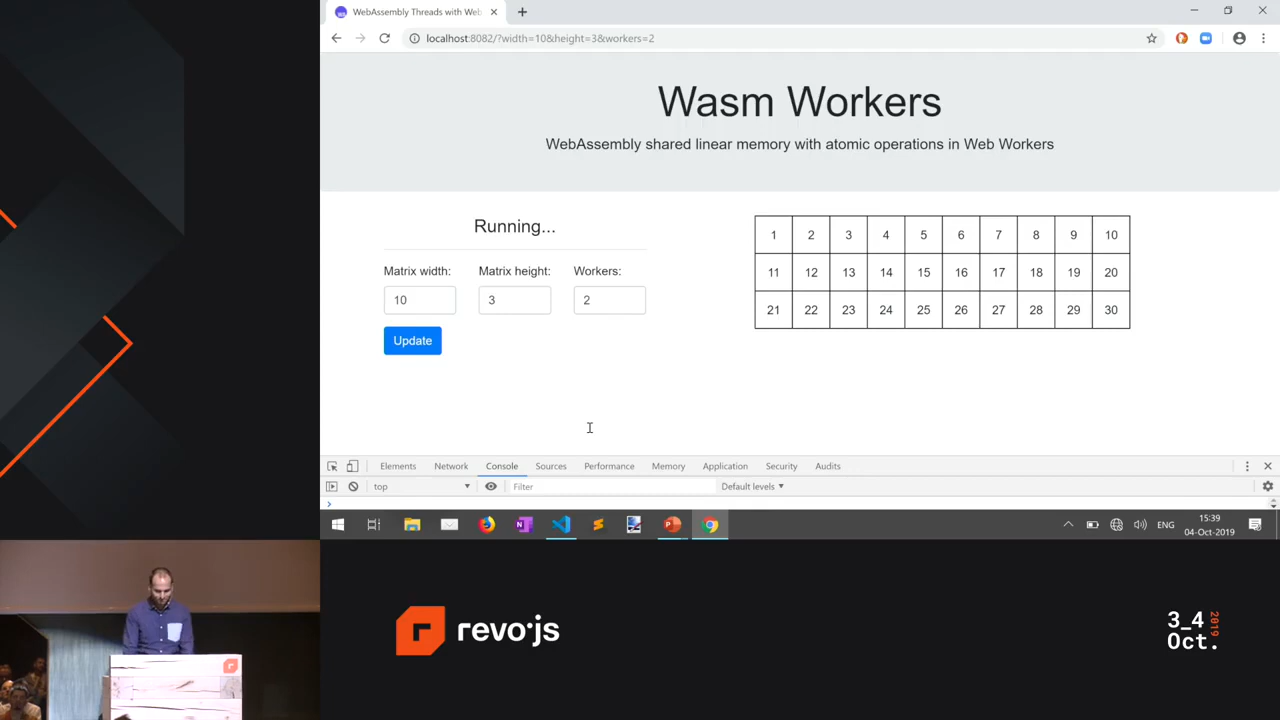 WebAssembly Threads with Web
localhost:8082/?width=10&height=3&workers=2
Wasm Workers
WebAssembly shared linear memory with atomic operations in Web Workers
Running...
Matrix width:
Matrix height:
Workers:
10
3
2
Update
1 2 3 4 5 6 7 8 9 10
11 12 13 14 15 16 17 18 19 20
21 22 23 24 25 26 27 28 29 30
Elements Network Console Sources Performance Memory Application Security Audits
top Filter Default levels
ENG
15:39
04-Oct-2019
r revo.js
3_4 2019
Oct.
r